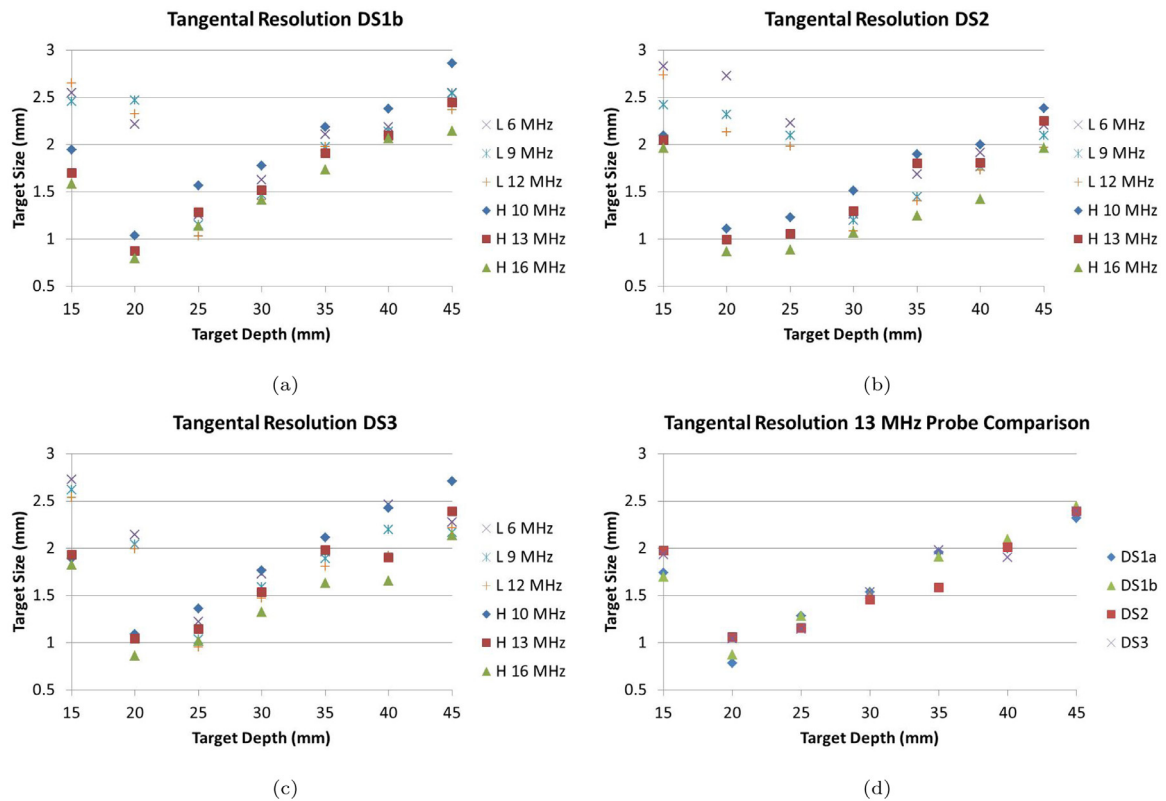 Tangental Resolution DS1b
3
2.5
2
1.5
1
0.5
Target Size (mm)
15 20 25 30 35 40 45
Target Depth (mm)
L 6 MHz
L 9 MHz
L 12 MHz
H 10 MHz
H 13 MHz
H 16 MHz
(a)
Tangental Resolution DS2
3
2.5
2
1.5
1
0.5
Target Size (mm)
15 20 25 30 35 40 45
Target Depth (mm)
L 6 MHz
L 9 MHz
L 12 MHz
H 10 MHz
H 13 MHz
H 16 MHz
(b)
Tangental Resolution DS3
3
2.5
2
1.5
1
0.5
Target Size (mm)
15 20 25 30 35 40 45
Target Depth (mm)
L 6 MHz
L 9 MHz
L 12 MHz
H 10 MHz
H 13 MHz
H 16 MHz
(c)
Tangental Resolution 13 MHz Probe Comparison
3
2.5
2
1.5
1
0.5
Target Size (mm)
15 20 25 30 35 40 45
Target Depth (mm)
DS1a
DS1b
DS2
DS3
(d)